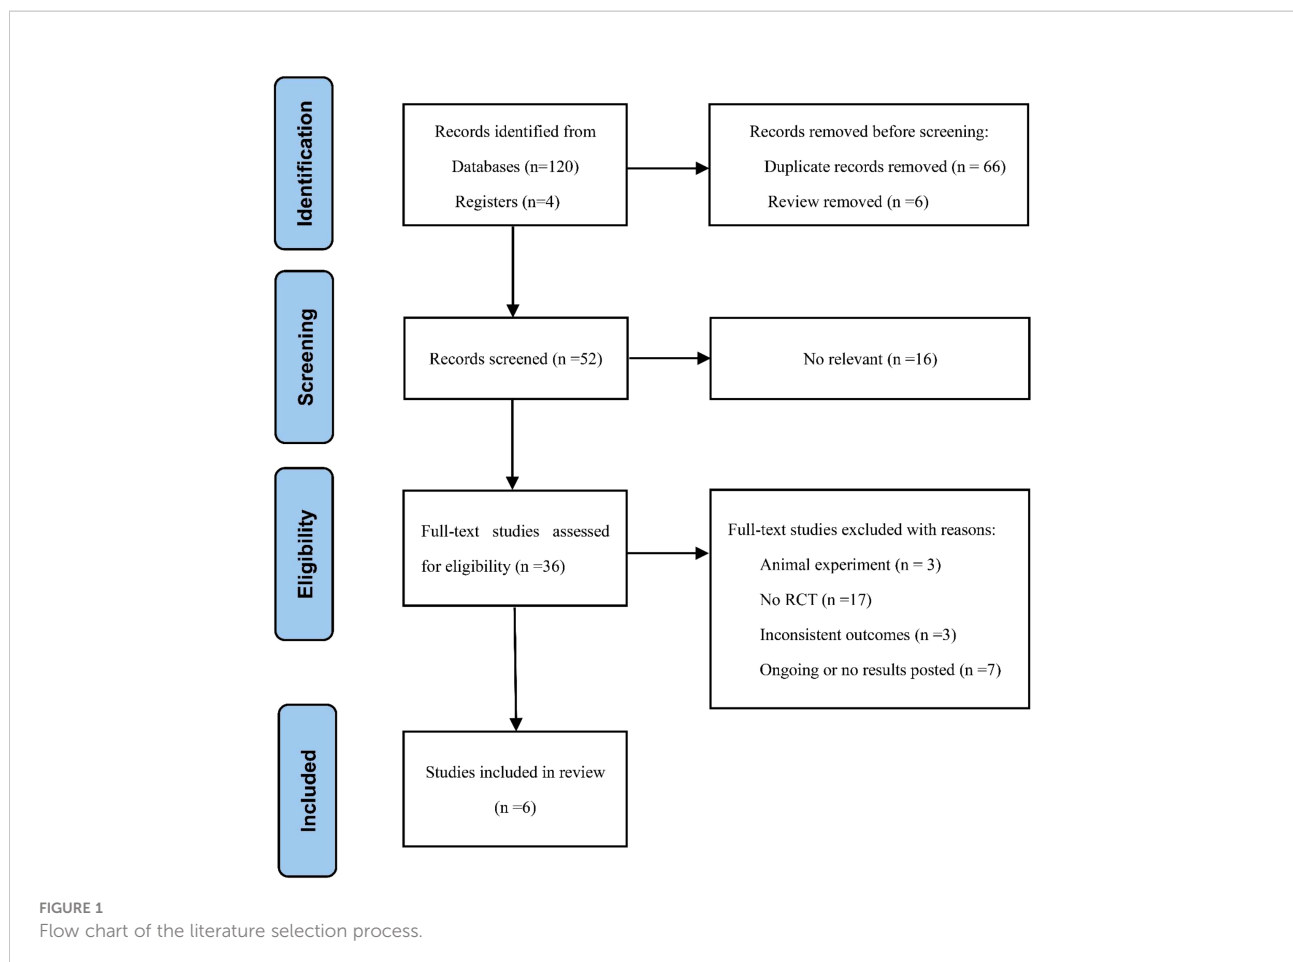 Identification
Records identified from
Databases (n=120)
Registers (n=4)
Records removed before screening:
Duplicate records removed (n = 66)
Review removed (n =6)
Screening
Records screened (n =52)
No relevant (n =16)
Eligibility
Full-text studies assessed
for eligibility (n =36)
Full-text studies excluded with reasons:
Animal experiment (n = 3)
No RCT (n =17)
Inconsistent outcomes (n =3)
Ongoing or no results posted (n =7)
Included
Studies included in review
(n =6)
FIGURE 1
Flow chart of the literature selection process.